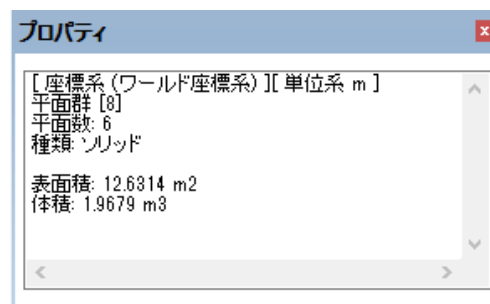 プロパティ
[ 座標系 (ワールド座標系) ][ 単位系 m ]
平面群 [8]
平面数: 6
種類: ソリッド
表面積: 12.6314 m2
体積: 1.9679 m3